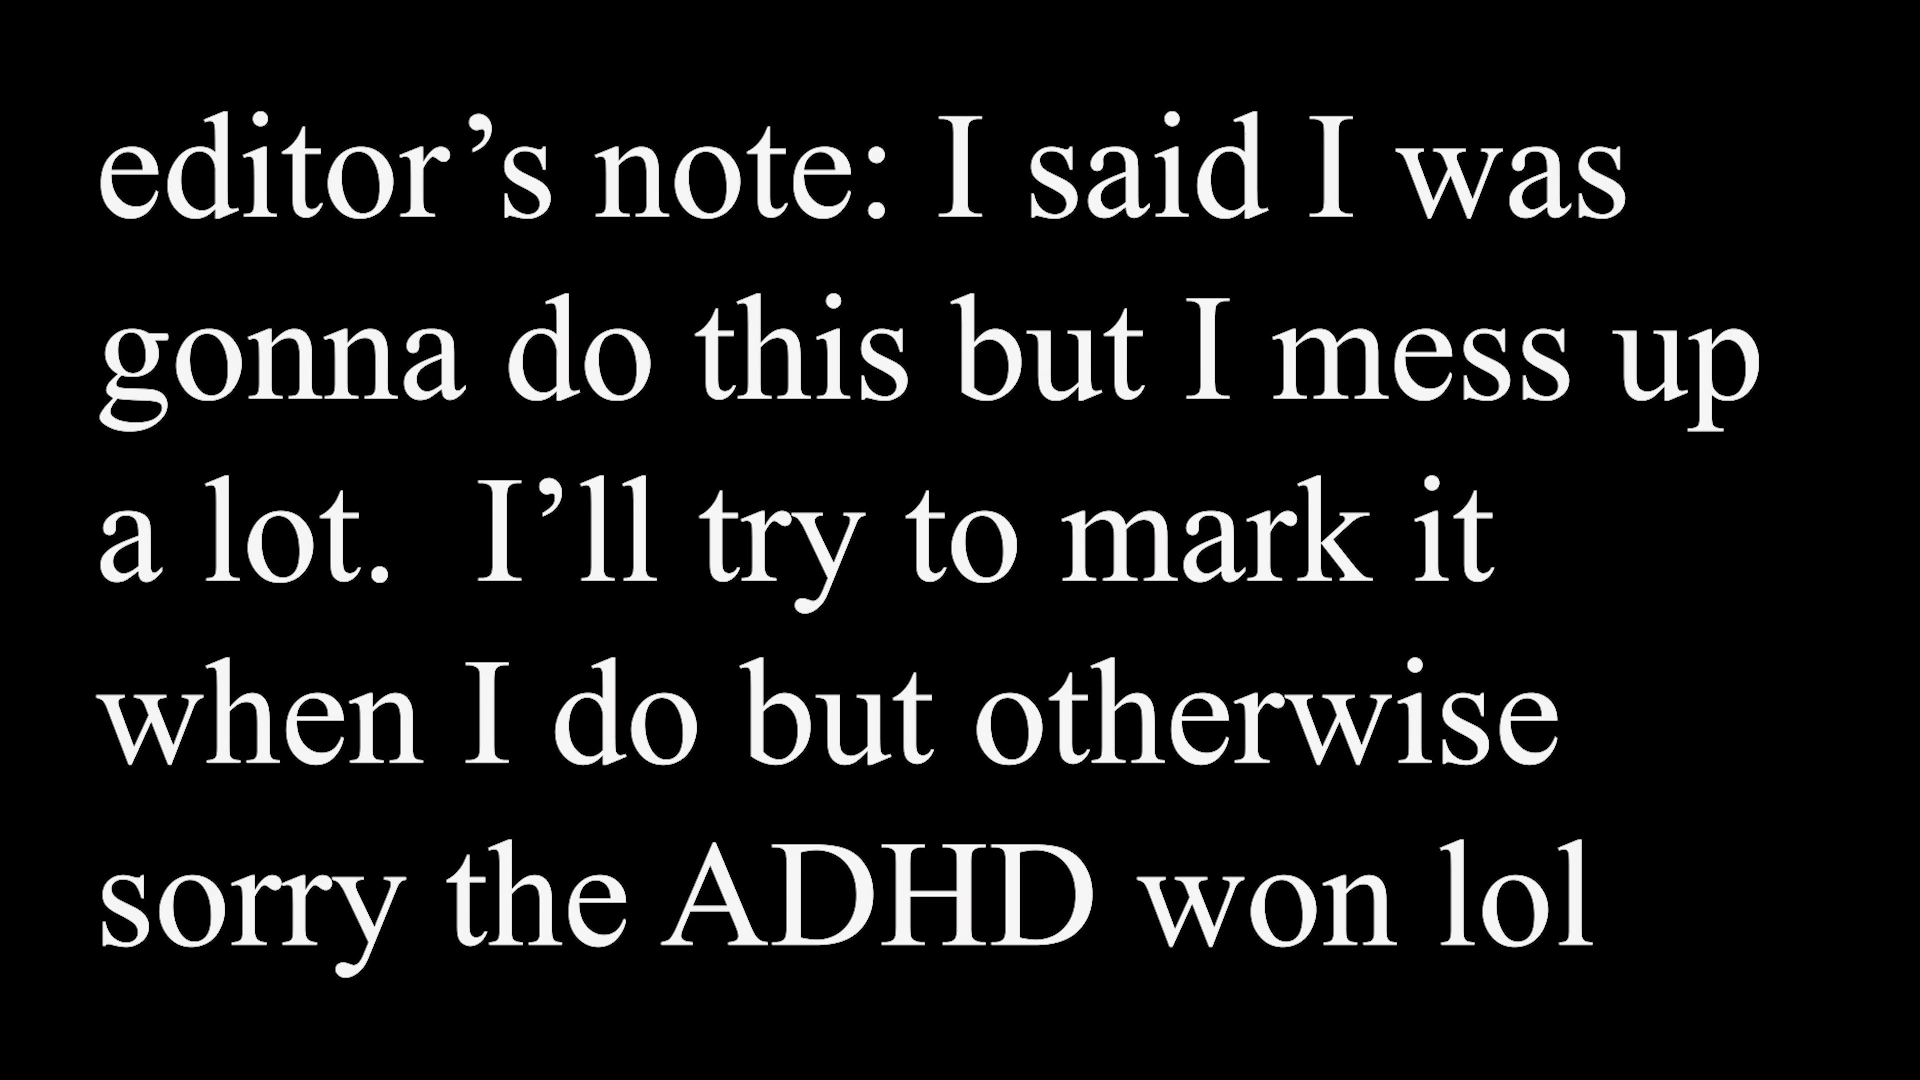 editor’s note: I said I was
gonna do this but I mess up
a lot.  I’ll try to mark it
when I do but otherwise
sorry the ADHD won lol